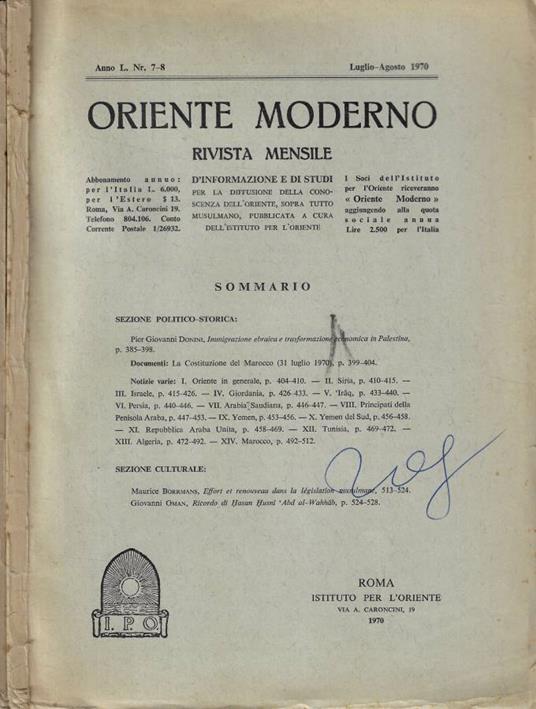 Anno L. Nr. 7-8 Luglio-Agosto 1970
ORIENTE MODERNO
RIVISTA MENSILE
Abbonamento annuo:
per l'Italia L. 6.000,
per l'Estero $ 13.
Roma, Via A. Caroncini 19.
Telefono 804.106. Conto
Corrente Postale 1/26932.
D'INFORMAZIONE E DI STUDI
PER LA DIFFUSIONE DELLA CONO-
SCENZA DELL'ORIENTE, SOPRA TUTTO
MUSULMANO, PUBBLICATA A CURA
DELL'ISTITUTO PER L'ORIENTE
I Soci dell'Istituto
per l'Oriente riceveranno
« Oriente Moderno »
aggiungendo alla quota
sociale annua
Lire 2.500 per l'Italia
SOMMARIO
SEZIONE POLITICO-STORICA:
Pier Giovanni DONINI, Immigrazione ebraica e trasformazione economica in Palestina,
p. 385-398.
Documenti: La Costituzione del Marocco (31 luglio 1970), p. 399-404.
Notizie varie: I. Oriente in generale, p. 404-410. — II. Siria, p. 410-415. —
III. Israele, p. 415-426. — IV. Giordania, p. 426-433. — V. 'Irāq, p. 433-440. —
VI. Persia, p. 440-446. — VII. Arabia Saudiana, p. 446-447. — VIII. Principati della
Penisola Araba, p. 447-453. — IX. Yemen, p. 453-456. — X. Yemen del Sud, p. 456-458.
— XI. Repubblica Araba Unita, p. 458-469. — XII. Tunisia, p. 469-472. —
XIII. Algeria, p. 472-492. — XIV. Marocco, p. 492-512.
SEZIONE CULTURALE:
Maurice BORRMANS, Effort et renouveau dans la législation musulmane, 513-524.
Giovanni OMAN, Ricordo di Ḥasan Ḥusnī 'Abd al-Wahhāb, p. 524-528.
I. P. O.
ROMA
ISTITUTO PER L'ORIENTE
VIA A. CARONCINI, 19
1970